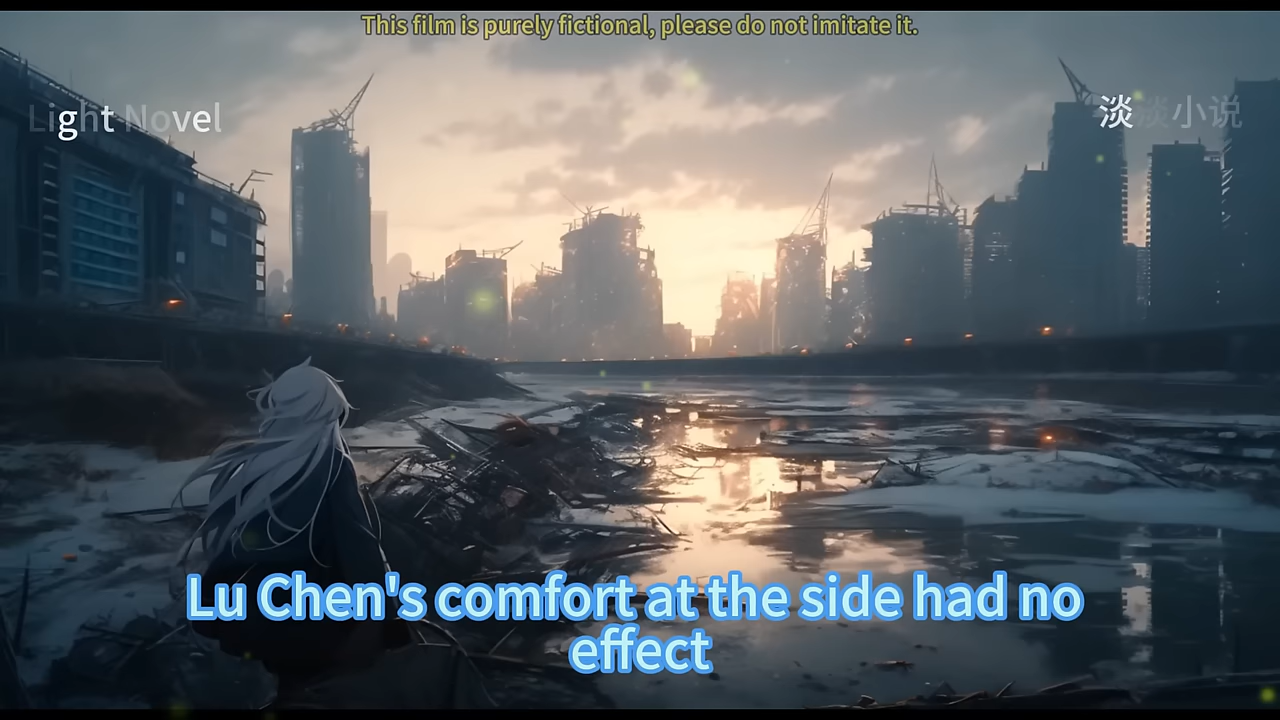 This film is purely fictional, please do not imitate it.
Light Novel
淡淡小说
Lu Chen's comfort at the side had no
effect